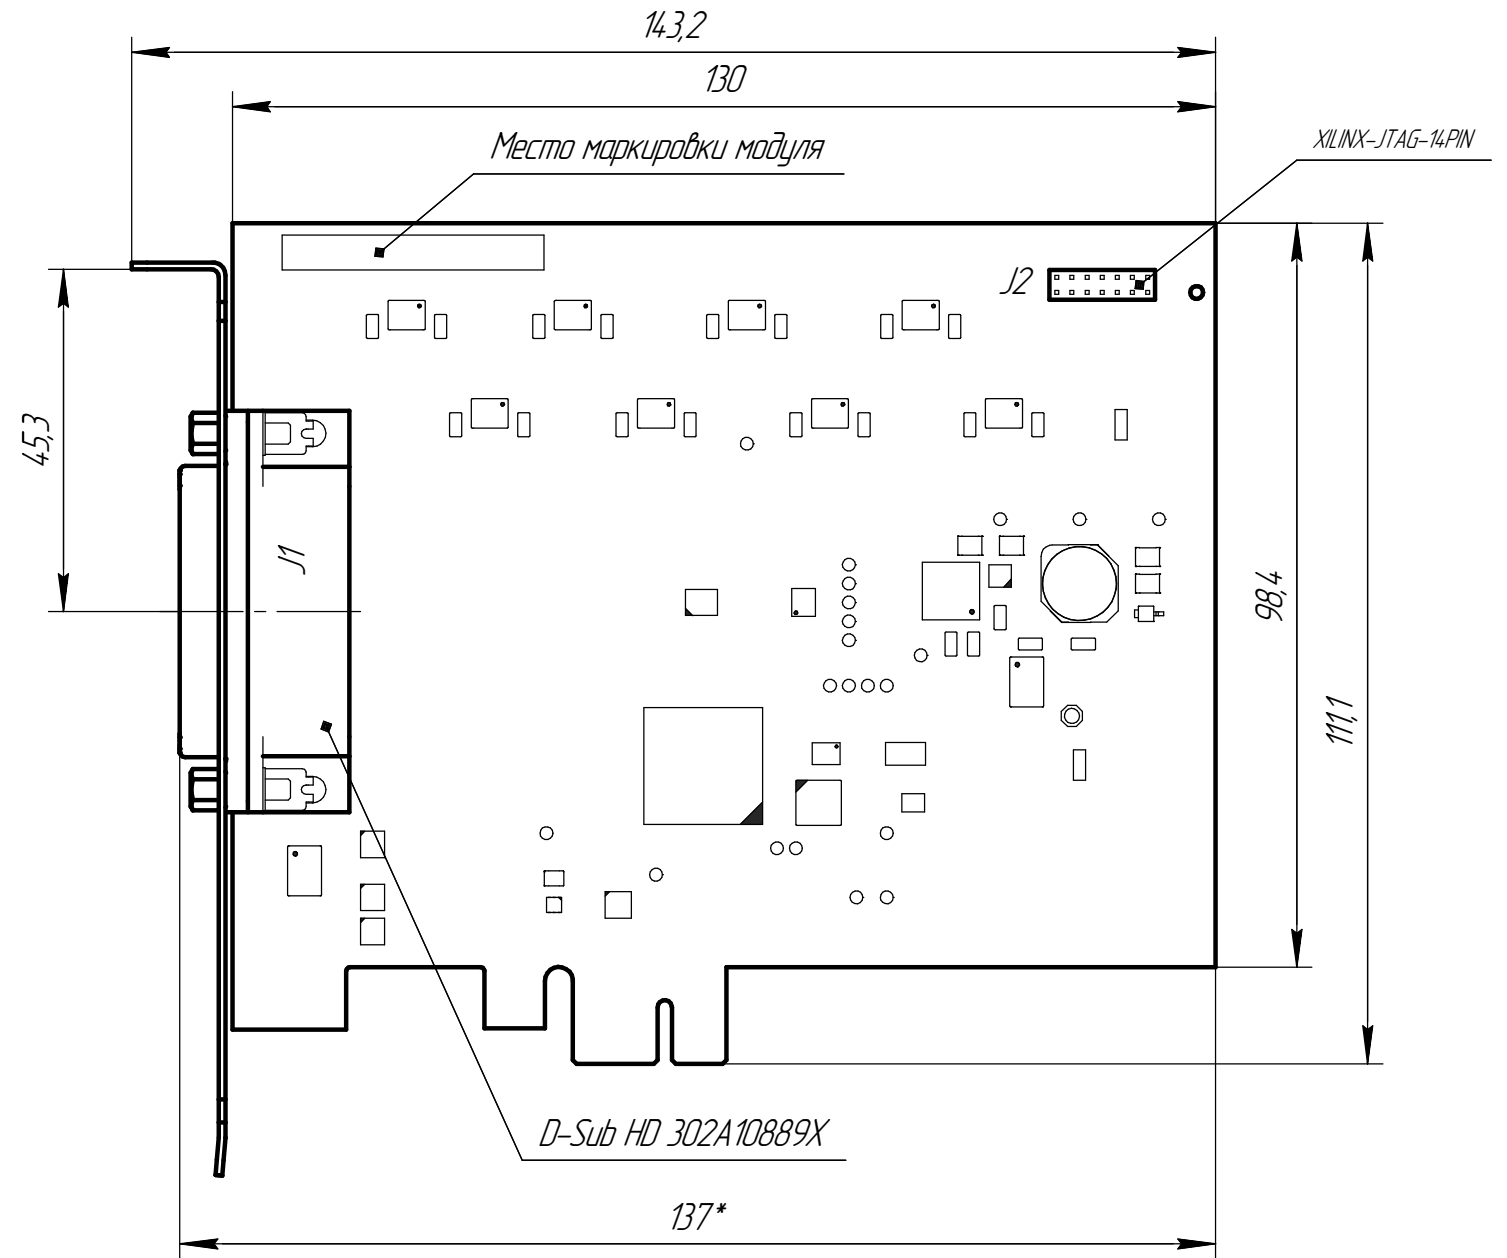 143,2
130
Место маркировки модуля
XILINX-JTAG-14PIN
J2
45,3
J1
98,4
111,1
D-Sub HD 302A10889X
137*